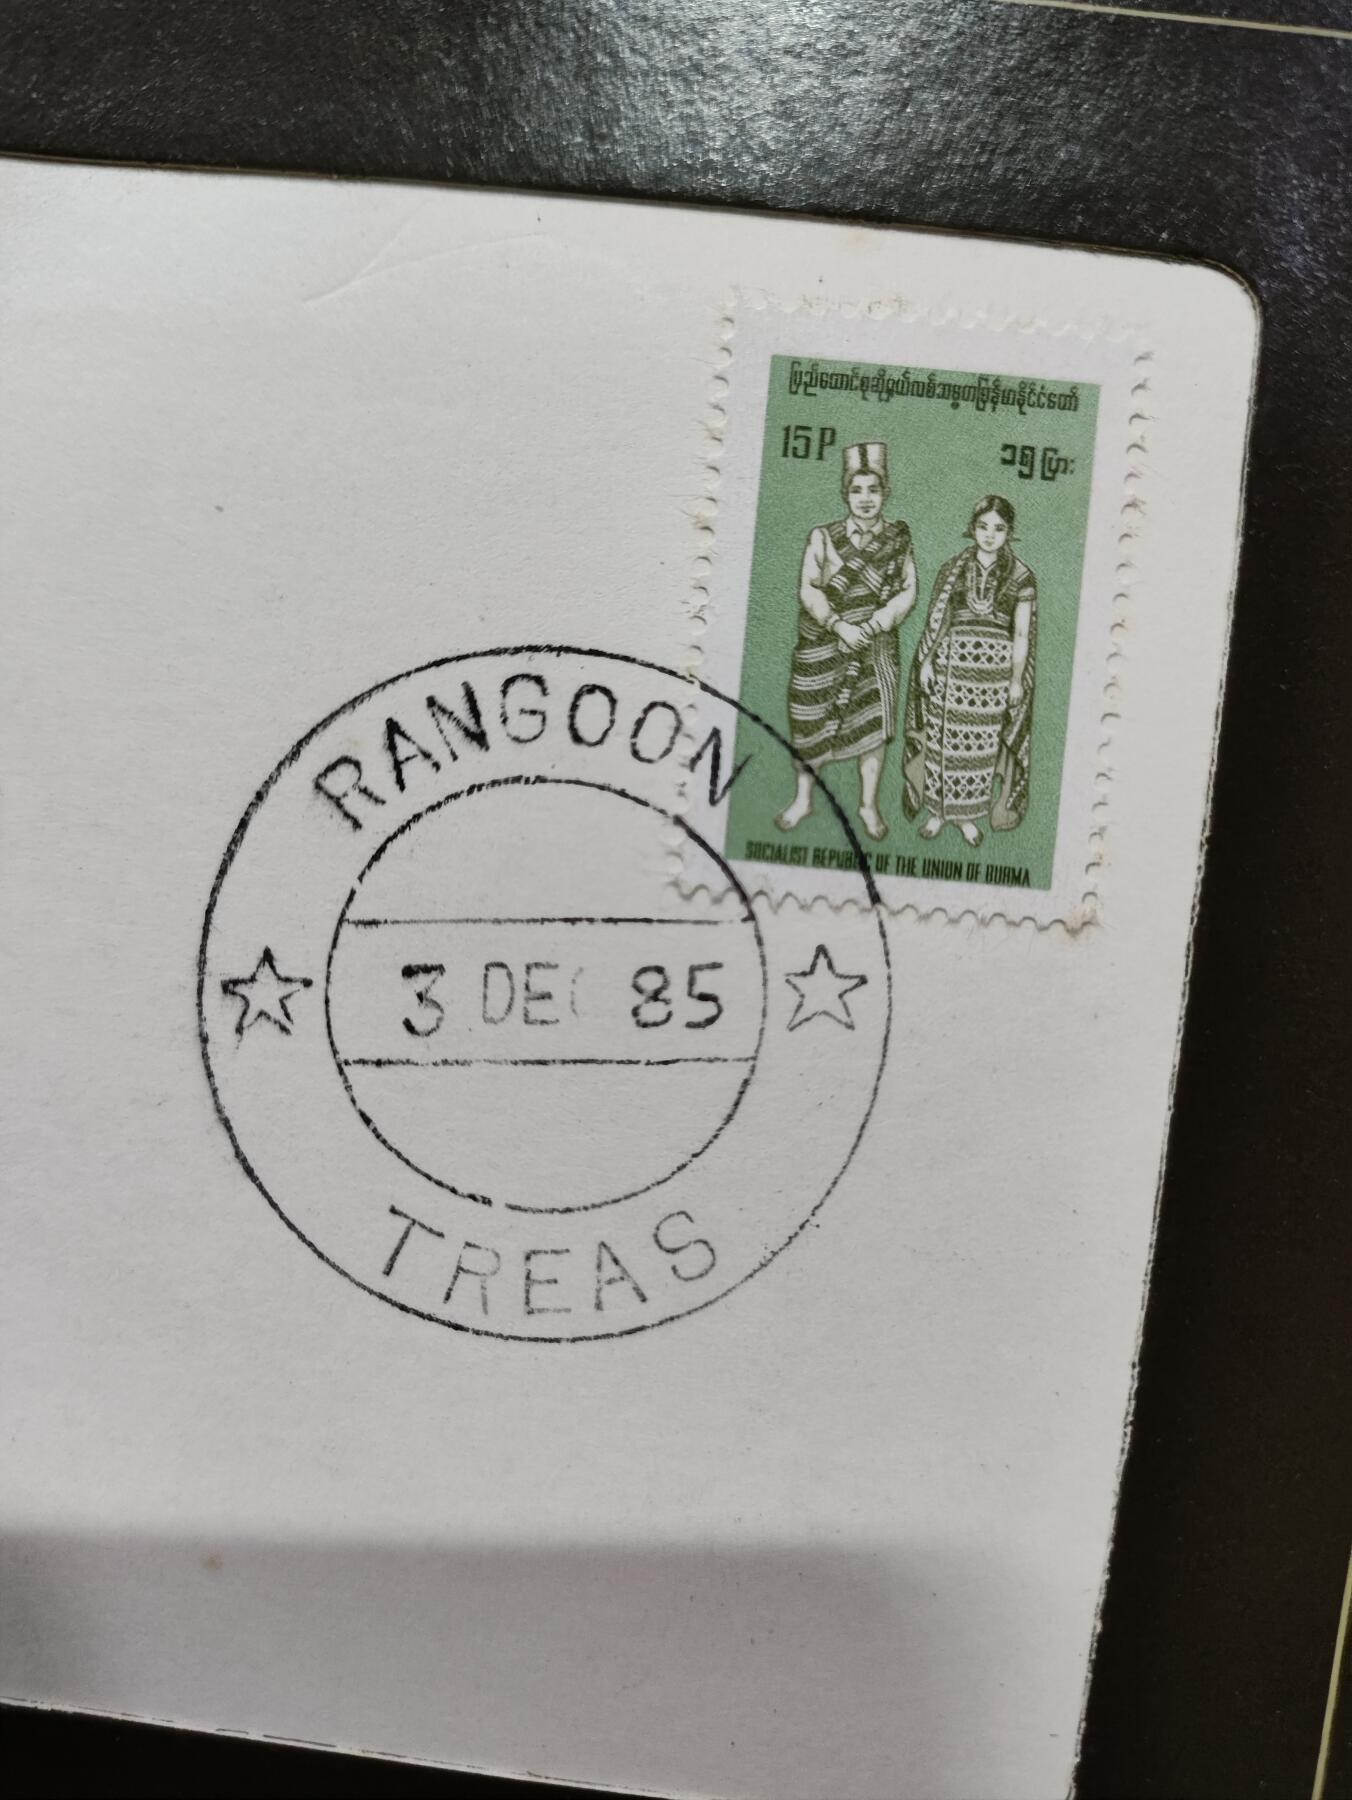 ပြည်ထောင်စုဆိုရှယ်လစ်သမ္မတမြန်မာနိုင်ငံတော်
15P ၁၅ပြား
SOCIALIST REPUBLIC OF THE UNION OF BURMA
RANGOON
3 DEC 85
TREAS